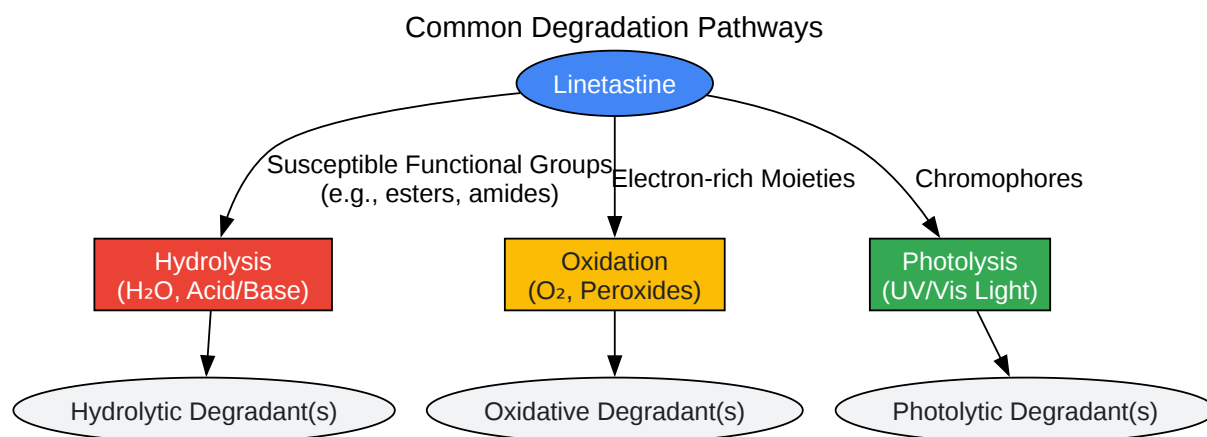 Common Degradation Pathways
Linetastine
Susceptible Functional Groups
(e.g., esters, amides)
Electron-rich Moieties
Chromophores
Hydrolysis
(H₂O, Acid/Base)
Oxidation
(O₂, Peroxides)
Photolysis
(UV/Vis Light)
Hydrolytic Degradant(s)
Oxidative Degradant(s)
Photolytic Degradant(s)